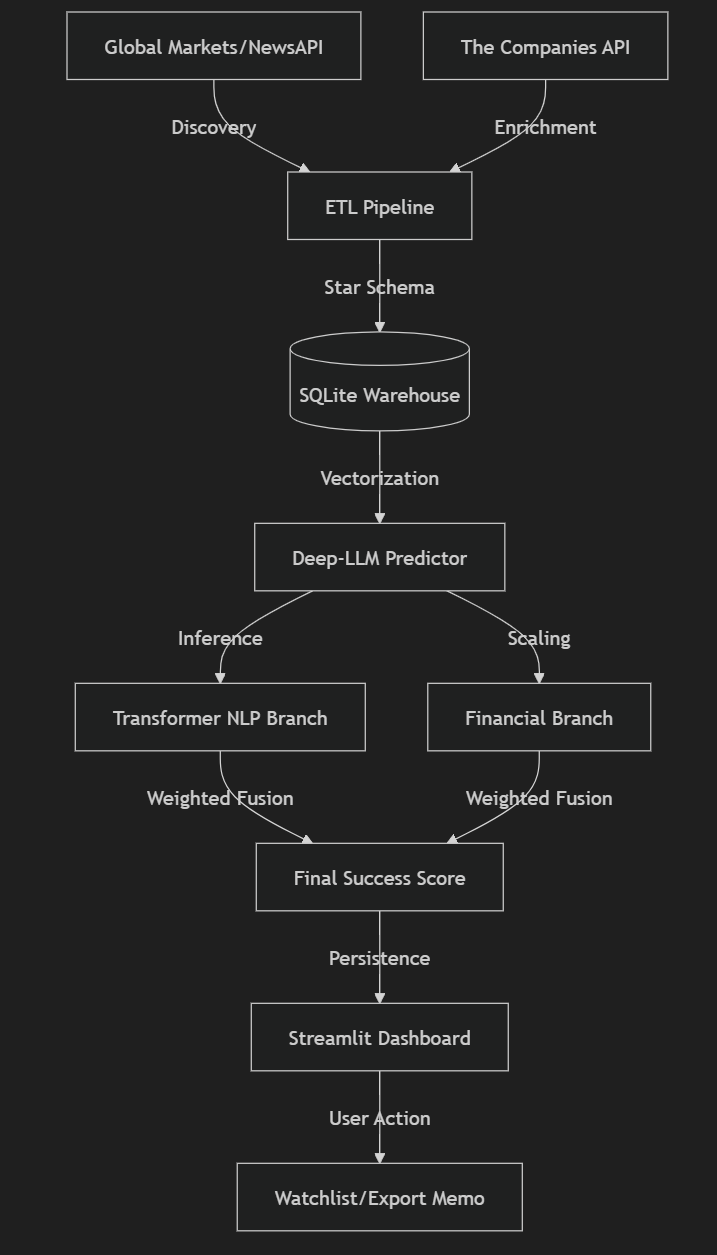 Global Markets/NewsAPI
The Companies API
Discovery
Enrichment
ETL Pipeline
Star Schema
SQLite Warehouse
Vectorization
Deep-LLM Predictor
Inference
Scaling
Transformer NLP Branch
Financial Branch
Weighted Fusion
Weighted Fusion
Final Success Score
Persistence
Streamlit Dashboard
User Action
Watchlist/Export Memo